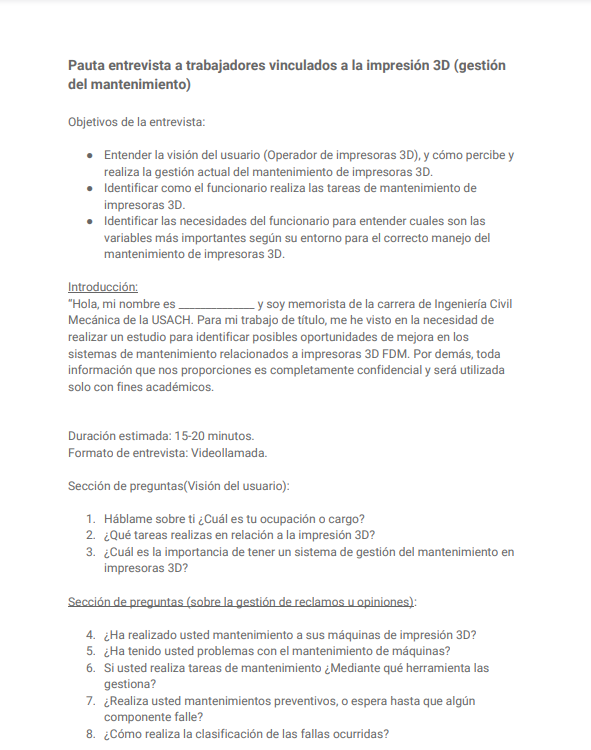 Pauta entrevista a trabajadores vinculados a la impresión 3D (gestión
del mantenimiento)
Objetivos de la entrevista:
● Entender la visión del usuario (Operador de impresoras 3D), y cómo percibe y
realiza la gestión actual del mantenimiento de impresoras 3D.
● Identificar como el funcionario realiza las tareas de mantenimiento de
impresoras 3D.
● Identificar las necesidades del funcionario para entender cuales son las
variables más importantes según su entorno para el correcto manejo del
mantenimiento de impresoras 3D.
Introducción:
"Hola, mi nombre es ______________ y soy memorista de la carrera de Ingeniería Civil
Mecánica de la USACH. Para mi trabajo de título, me he visto en la necesidad de
realizar un estudio para identificar posibles oportunidades de mejora en los
sistemas de mantenimiento relacionados a impresoras 3D FDM. Por demás, toda
información que nos proporciones es completamente confidencial y será utilizada
solo con fines académicos.
Duración estimada: 15-20 minutos.
Formato de entrevista: Videollamada.
Sección de preguntas(Visión del usuario):
1. Háblame sobre ti ¿Cuál es tu ocupación o cargo?
2. ¿Qué tareas realizas en relación a la impresión 3D?
3. ¿Cuál es la importancia de tener un sistema de gestión del mantenimiento en
impresoras 3D?
Sección de preguntas (sobre la gestión de reclamos u opiniones):
4. ¿Ha realizado usted mantenimiento a sus máquinas de impresión 3D?
5. ¿Ha tenido usted problemas con el mantenimiento de máquinas?
6. Si usted realiza tareas de mantenimiento ¿Mediante qué herramienta las
gestiona?
7. ¿Realiza usted mantenimientos preventivos, o espera hasta que algún
componente falle?
8. ¿Cómo realiza la clasificación de las fallas ocurridas?